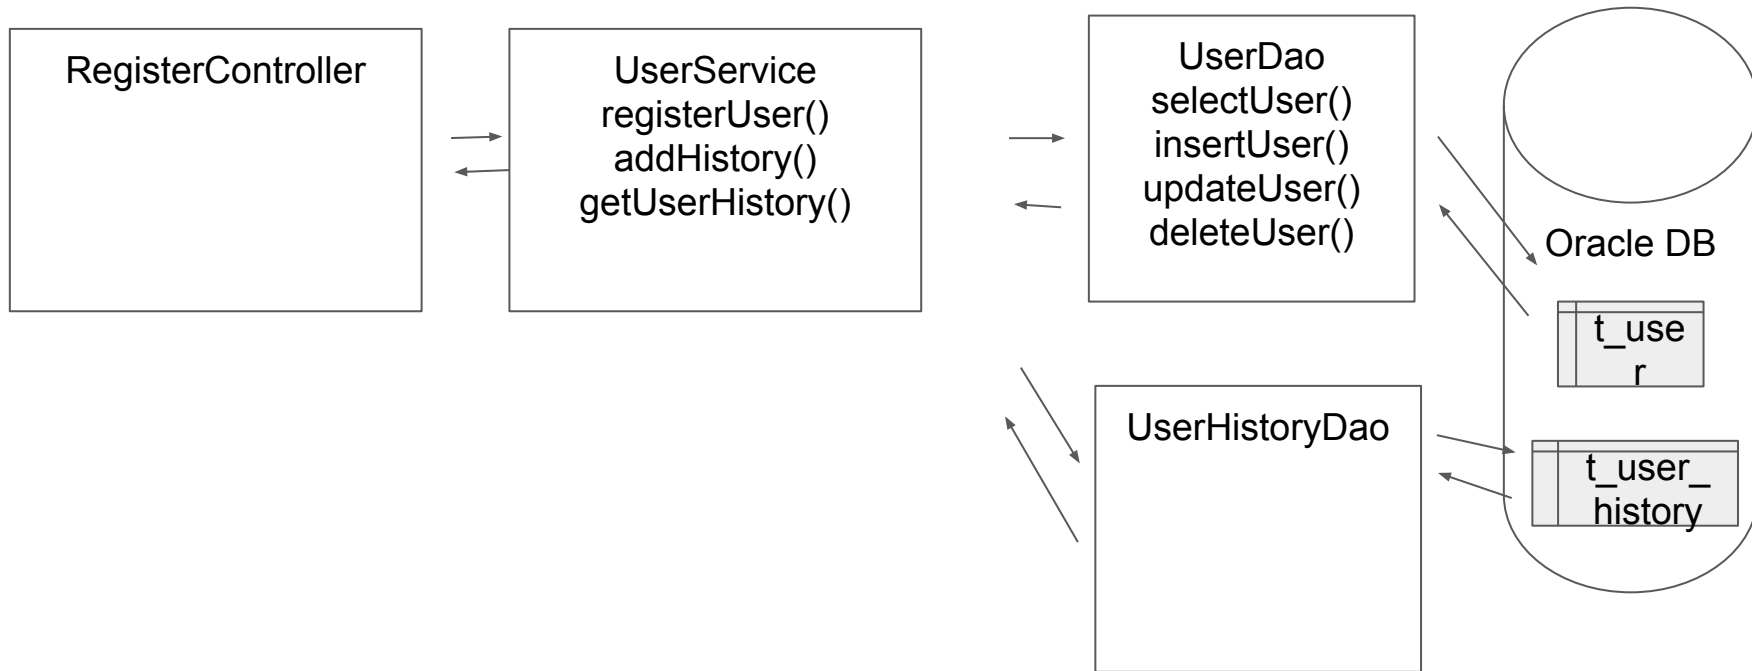 RegisterController
UserService
registerUser()
addHistory()
getUserHistory()
UserDao
selectUser()
insertUser()
updateUser()
deleteUser()
Oracle DB
t_use
r
UserHistoryDao
t_user_
history